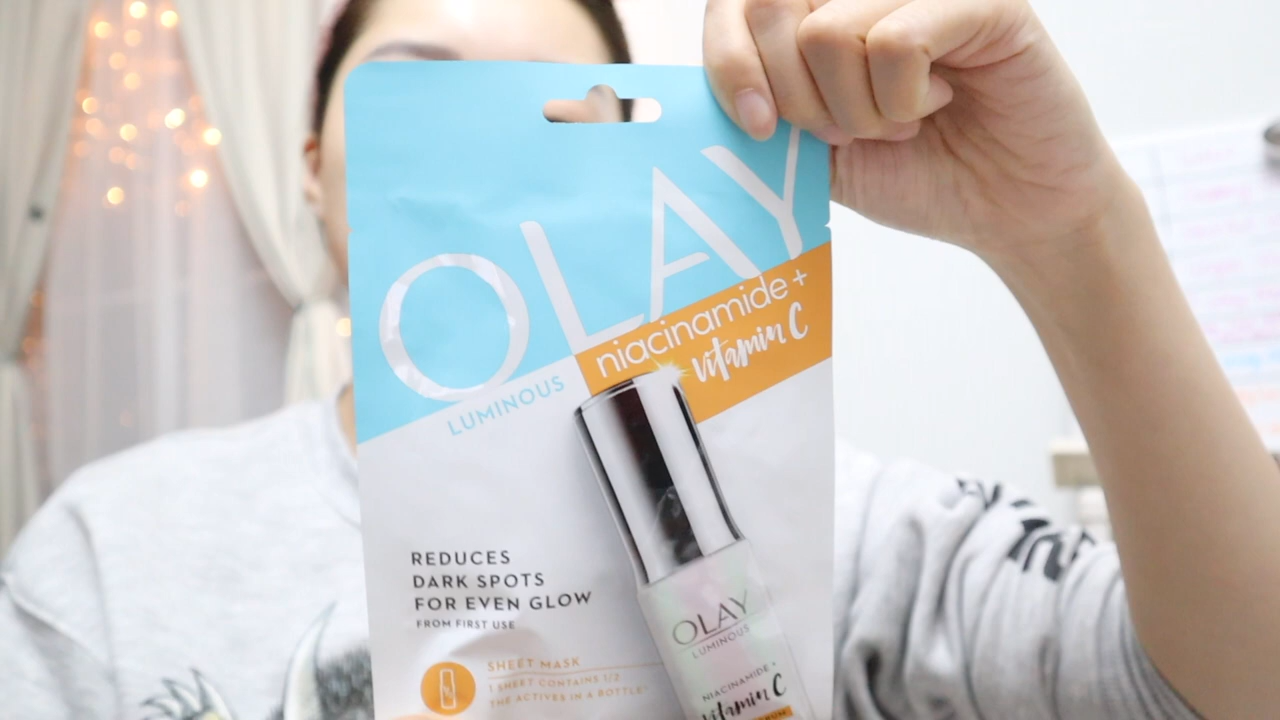 OLAY
niacinamide +
vitamin C
LUMINOUS
REDUCES
DARK SPOTS
FOR EVEN GLOW
FROM FIRST USE
SHEET MASK
1 SHEET CONTAINS 1/2
THE ACTIVES IN A BOTTLE*
OLAY
LUMINOUS
NIACINAMIDE +
vitamin C